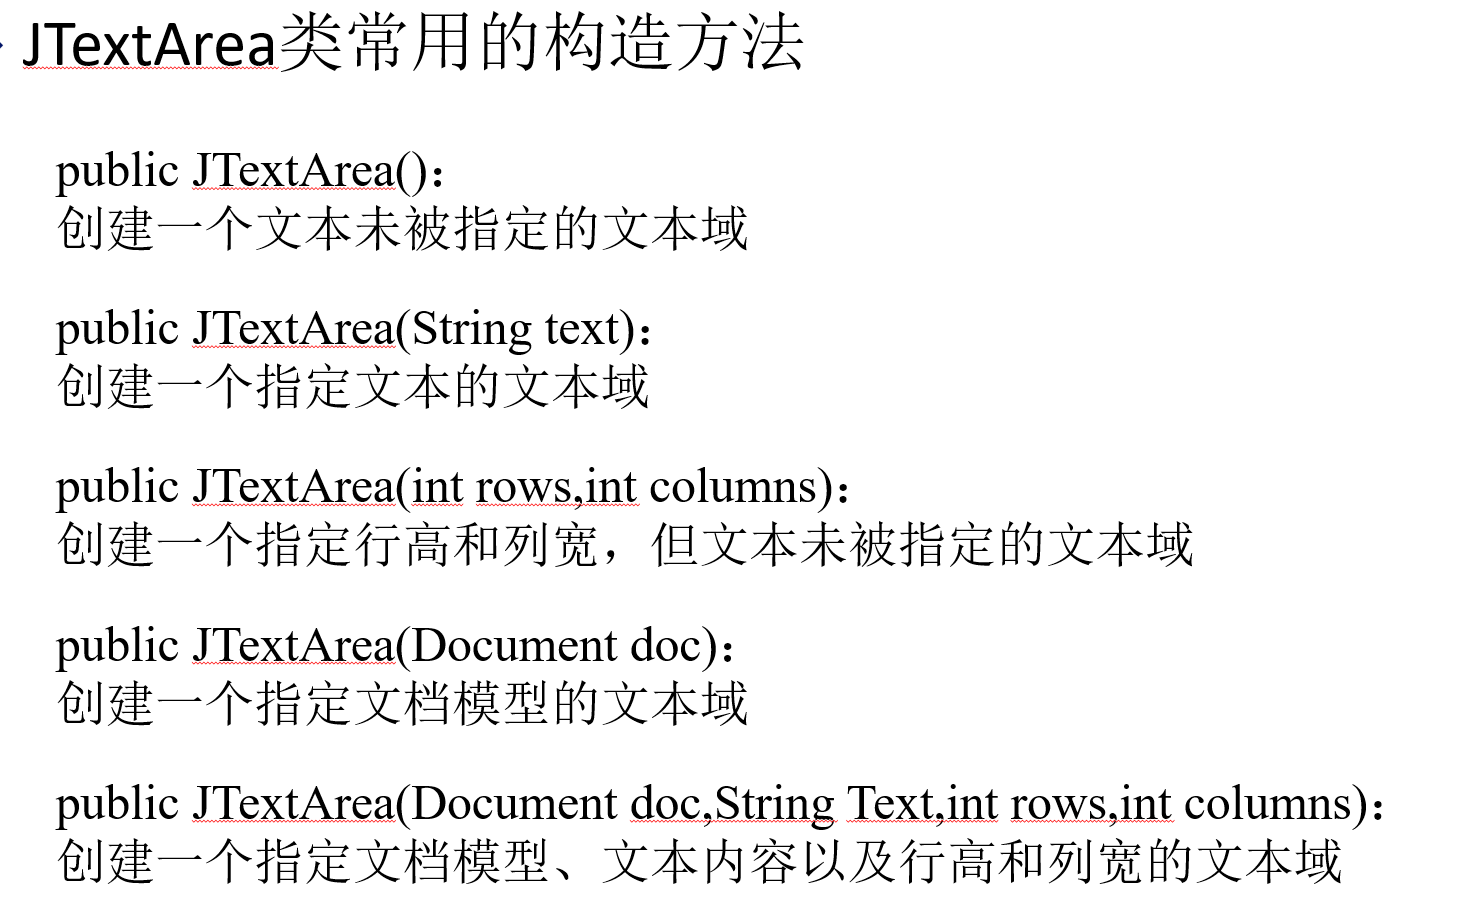 JTextArea类常用的构造方法
public JTextArea()：
创建一个文本未被指定的文本域
public JTextArea(String text)：
创建一个指定文本的文本域
public JTextArea(int rows,int columns)：
创建一个指定行高和列宽，但文本未被指定的文本域
public JTextArea(Document doc)：
创建一个指定文档模型的文本域
public JTextArea(Document doc,String Text,int rows,int columns)：
创建一个指定文档模型、文本内容以及行高和列宽的文本域